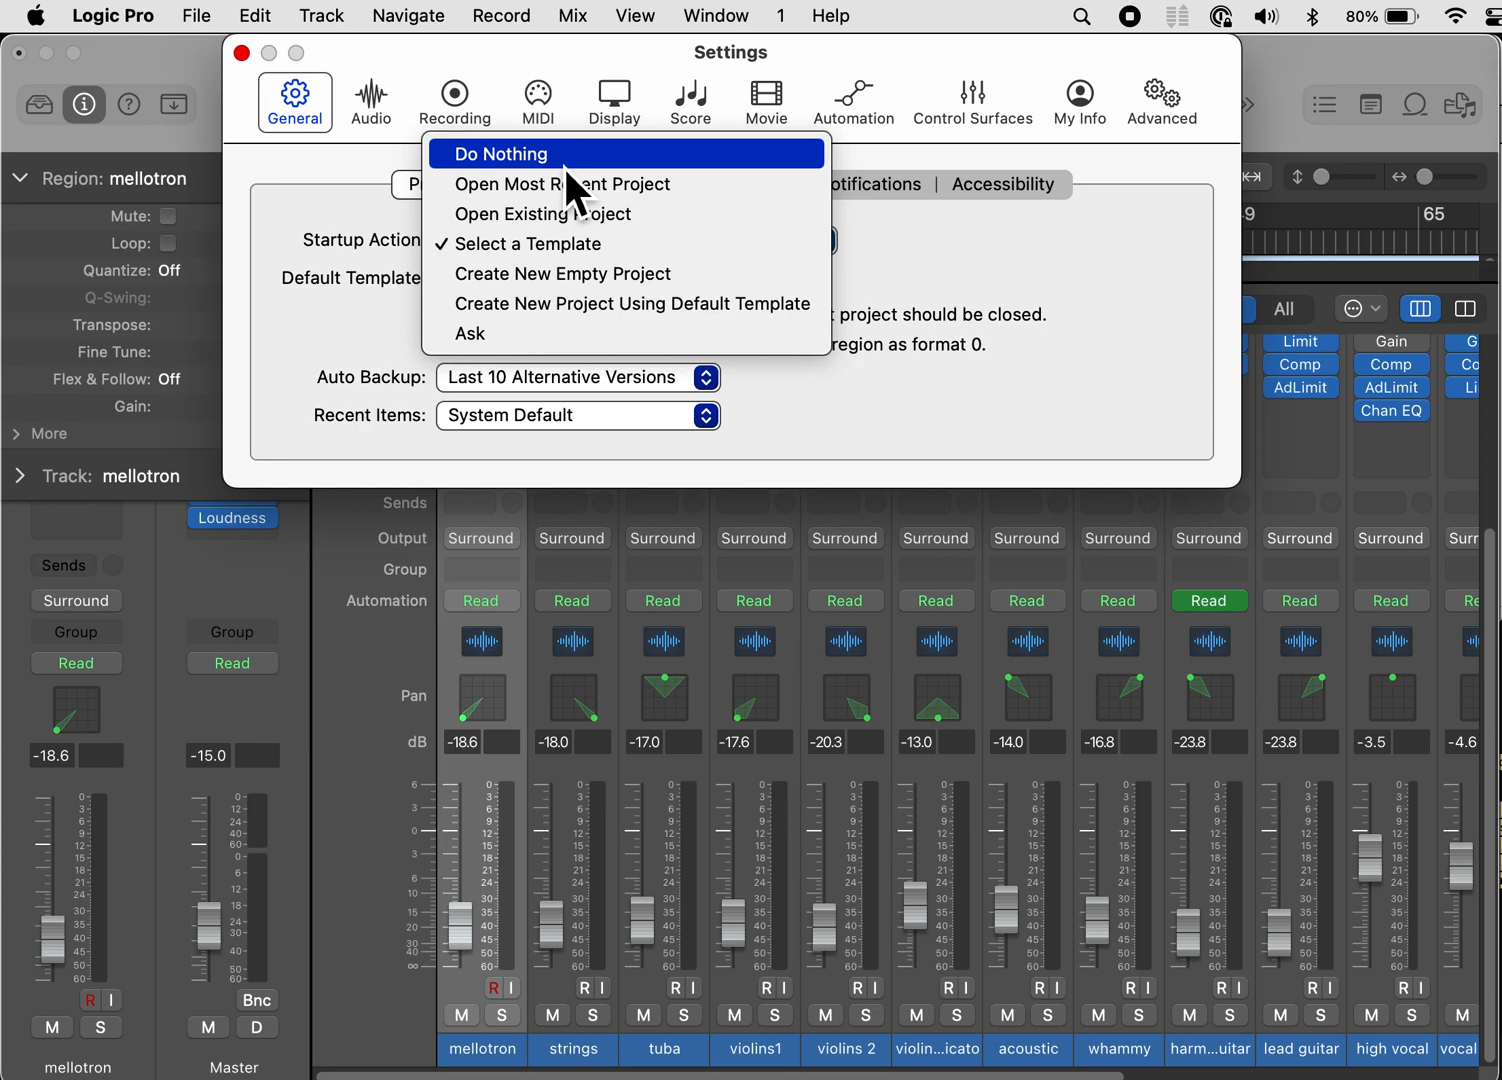 Logic Pro File Edit Track Navigate Record Mix View Window 1 Help 80%
Settings
General Audio Recording MIDI Display Score Movie Automation Control Surfaces My Info Advanced
Region: mellotron
Mute:
Loop:
Quantize: Off
Q-Swing:
Transpose:
Fine Tune:
Flex & Follow: Off
Gain:
More
Track: mellotron
Do Nothing
Open Most Recent Project
Open Existing Project
Select a Template
Create New Empty Project
Create New Project Using Default Template
Ask
Accessibility
Startup Action
Default Template
project should be closed.
region as format 0.
Auto Backup: Last 10 Alternative Versions
Recent Items: System Default
65
All
Limit Gain
Comp Comp
AdLimit AdLimit
Chan EQ
Loudness
Sends
Surround
Group Group
Read Read
-18.6 -15.0
Bnc
R I
M S M D
mellotron Master
Sends
Output Surround Surround Surround Surround Surround Surround Surround Surround Surround Surround Surround
Group
Automation Read Read Read Read Read Read Read Read Read Read Read
Pan
dB -18.6 -18.0 -17.0 -17.6 -20.3 -13.0 -14.0 -16.8 -23.8 -23.8 -3.5 -4.6
R I R I R I R I R I R I R I R I R I R I R I
M S M S M S M S M S M S M S M S M S M S M S M
mellotron strings tuba violins1 violins 2 violin...icato acoustic whammy harm...uitar lead guitar high vocal vocal